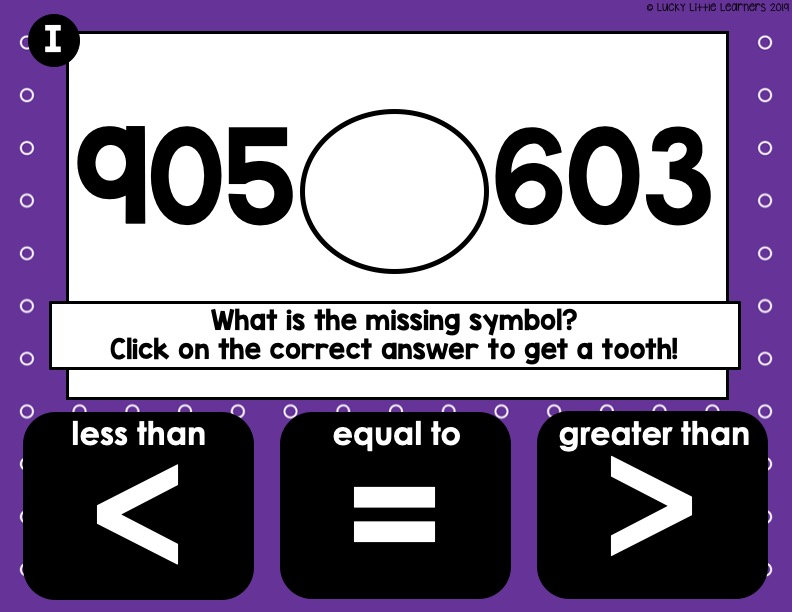 © Lucky Little Learners 2019
I
905 603
What is the missing symbol?
Click on the correct answer to get a tooth!
less than equal to greater than
< = >